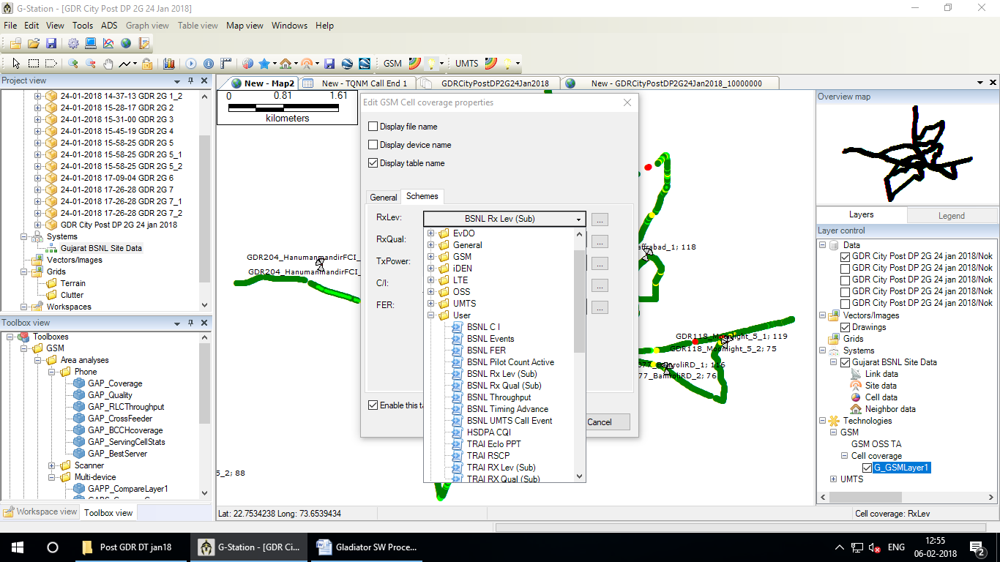 G-Station - [GDR City Post DP 2G 24 Jan 2018]
File Edit View Tools ADS Graph view Table view Map view Windows Help
GSM UMTS
Project view
24-01-2018 14-37-13 GDR 2G 1_2
24-01-2018 15-28-17 GDR 2G 2
24-01-2018 15-31-00 GDR 2G 3
24-01-2018 15-45-19 GDR 2G 4
24-01-2018 15-58-25 GDR 2G 5
24-01-2018 15-58-25 GDR 2G 5_1
24-01-2018 15-58-25 GDR 2G 5_2
24-01-2018 17-09-04 GDR 2G 6
24-01-2018 17-26-28 GDR 2G 7
24-01-2018 17-26-28 GDR 2G 7_1
24-01-2018 17-26-28 GDR 2G 7_2
GDR City Post DP 2G 24 jan 2018
Systems
Gujarat BSNL Site Data
Vectors/Images
Grids
Terrain
Clutter
Workspaces
Toolbox view
Toolboxes
GSM
Area analyses
Phone
GAP_Coverage
GAP_Quality
GAP_RLCThroughput
GAP_CrossFeeder
GAP_BCCHcoverage
GAP_ServingCellStats
GAP_BestServer
Scanner
Multi-device
GAPP_CompareLayer1
Workspace view Toolbox view
New - Map2 New - TQNM Call End 1 GDRCityPostDP2G24Jan2018 New - GDRCityPostDP2G24Jan2018_10000000
0 0.81 1.61
kilometers
GDR204_HanumanmandirFCI_
GDR204_HanumanmandirFCI_
5_2; 88
abad_1; 118
GDR118_Moonlight_5_1; 119
GDR118_Moonlight_5_2; 75
77_BamroliRD_1; 116
77_BamroliRD_2; 76
Edit GSM Cell coverage properties
Display file name
Display device name
Display table name
General Schemes
RxLev: BSNL Rx Lev (Sub) ...
RxQual: ...
TxPower: ...
C/I: ...
FER: ...
EvDO
General
GSM
iDEN
LTE
OSS
UMTS
User
BSNL C I
BSNL Events
BSNL FER
BSNL Pilot Count Active
BSNL Rx Lev (Sub)
BSNL Rx Qual (Sub)
BSNL Throughput
BSNL Timing Advance
BSNL UMTS Call Event
HSDPA CQI
TRAI EcIo PPT
TRAI RSCP
TRAI RX Lev (Sub)
TRAI RX Qual (Sub)
Enable this ta
Cancel
Overview map
Layers Legend
Layer control
Data
GDR City Post DP 2G 24 jan 2018/Nok
GDR City Post DP 2G 24 jan 2018/Nok
GDR City Post DP 2G 24 jan 2018/Nok
GDR City Post DP 2G 24 jan 2018/Nok
GDR City Post DP 2G 24 jan 2018/Nok
Vectors/Images
Drawings
Grids
Systems
Gujarat BSNL Site Data
Link data
Site data
Cell data
Neighbor data
Technologies
GSM
GSM OSS TA
Cell coverage
G_GSMLayer1
UMTS
Lat: 22.7534238 Long: 73.6539434
Cell coverage: RxLev
Post GDR DT jan18 G-Station - [GDR Ci... Gladiator SW Proce...
ENG 12:55
06-02-2018
2